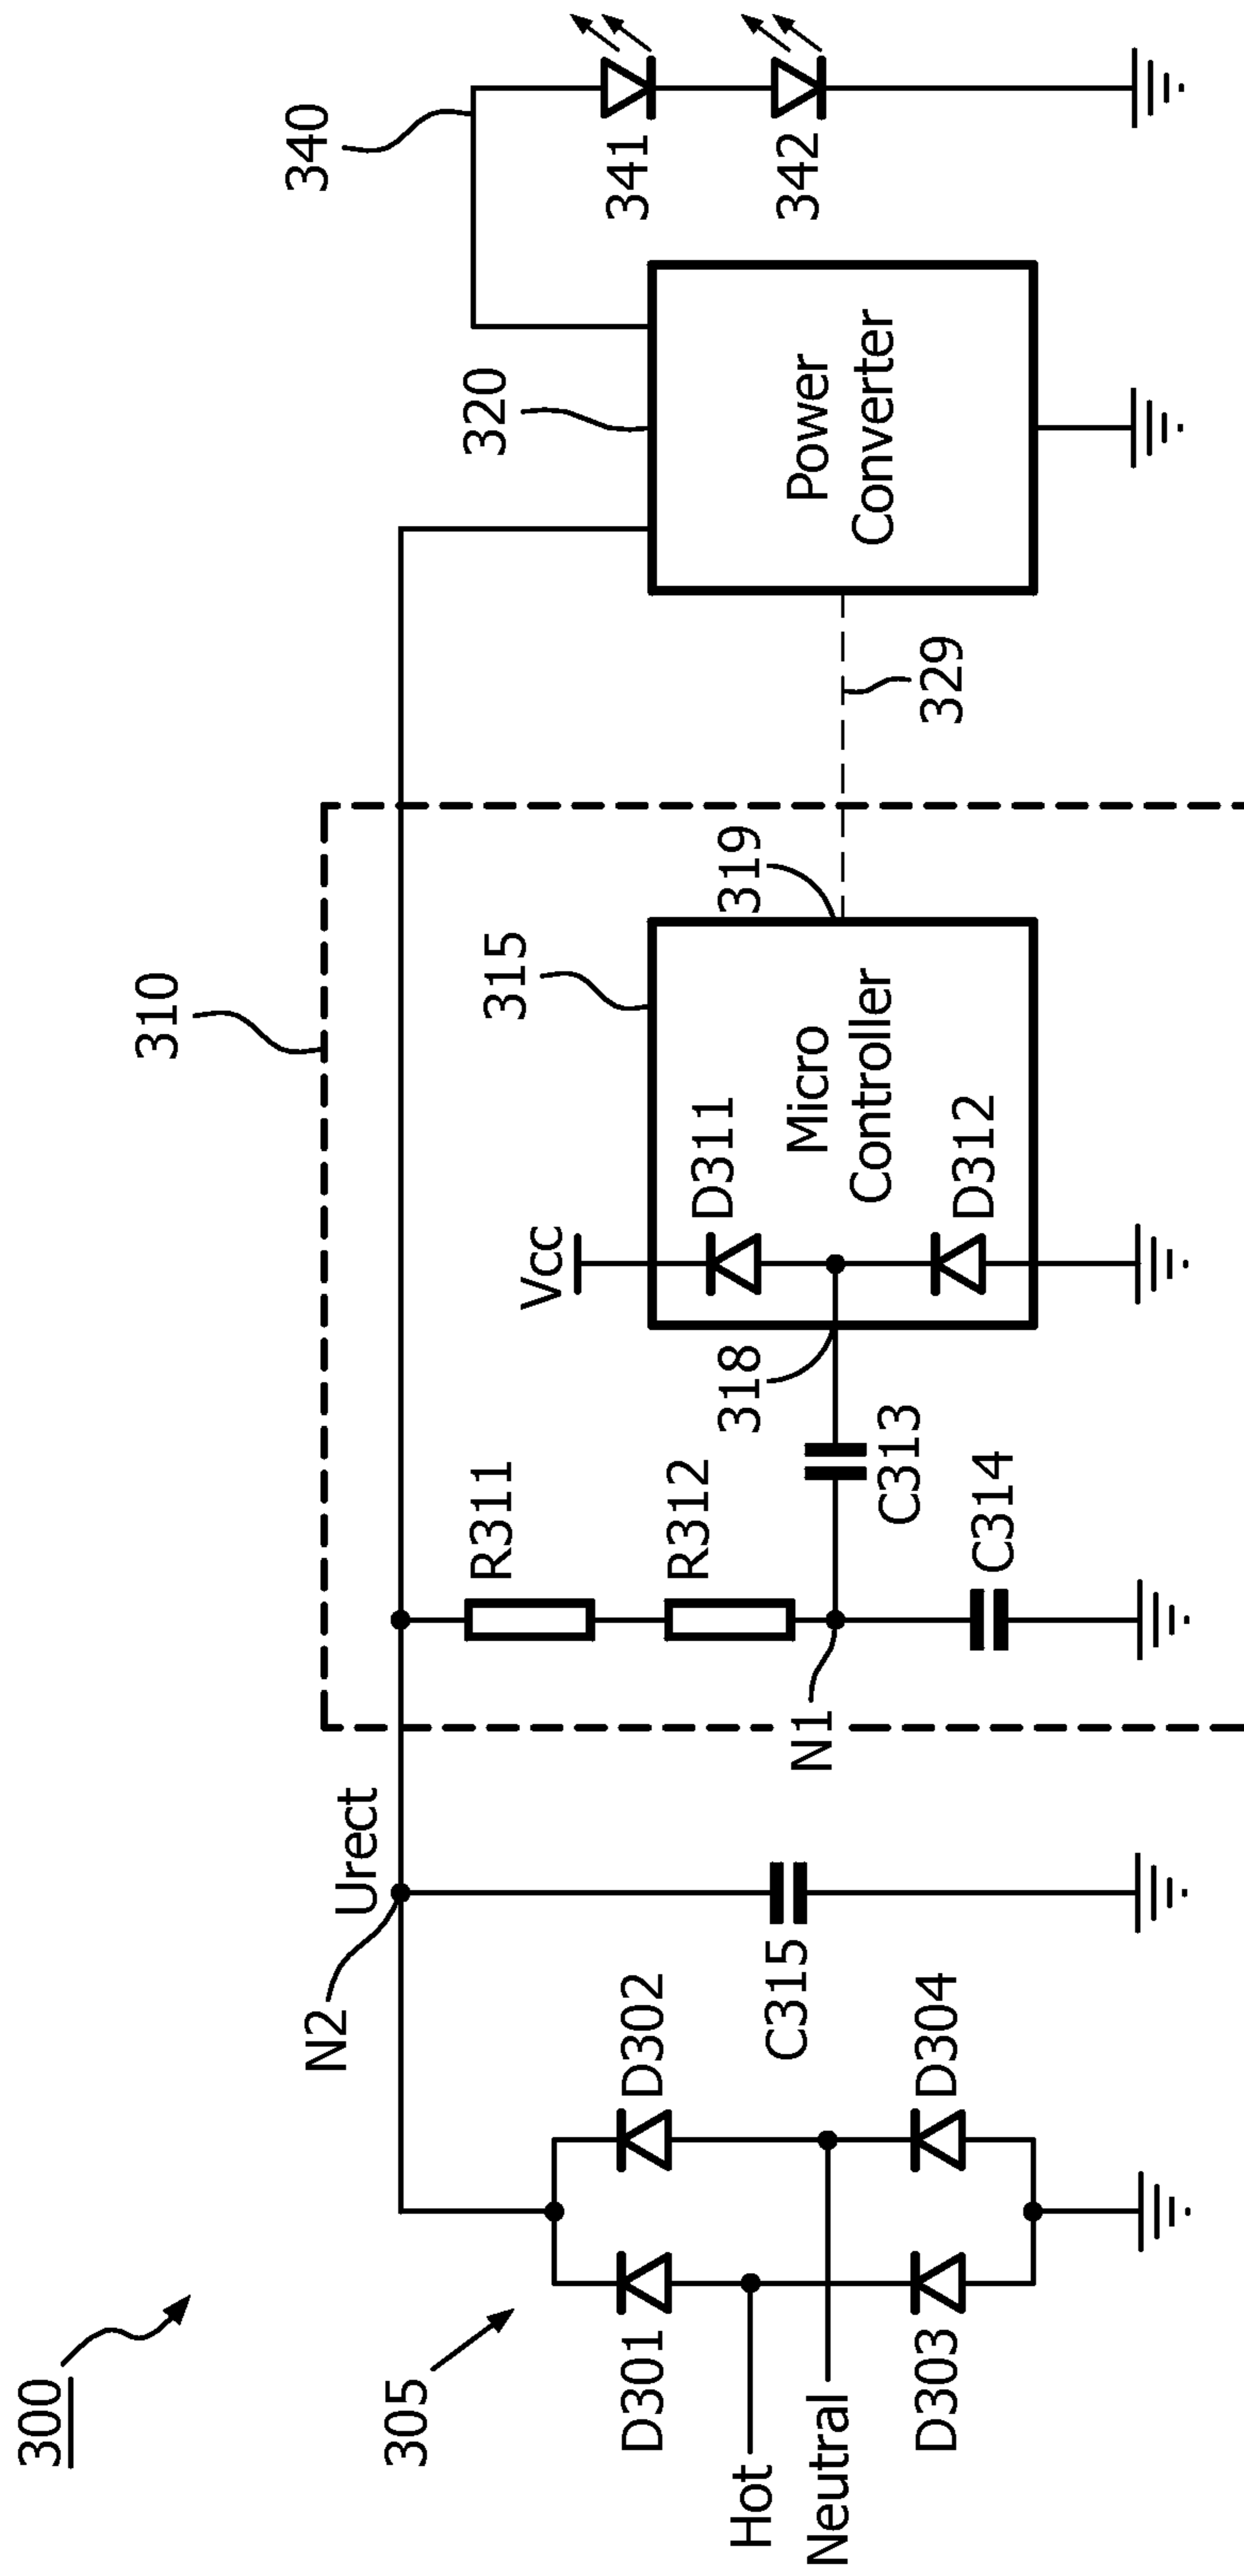 300
305
D301
D302
D303
D304
Hot
Neutral
N2
Urect
C315
310
R311
R312
N1
C313
C314
Vcc
318
315
D311
D312
Micro
Controller
319
329
320
Power
Converter
340
341
342